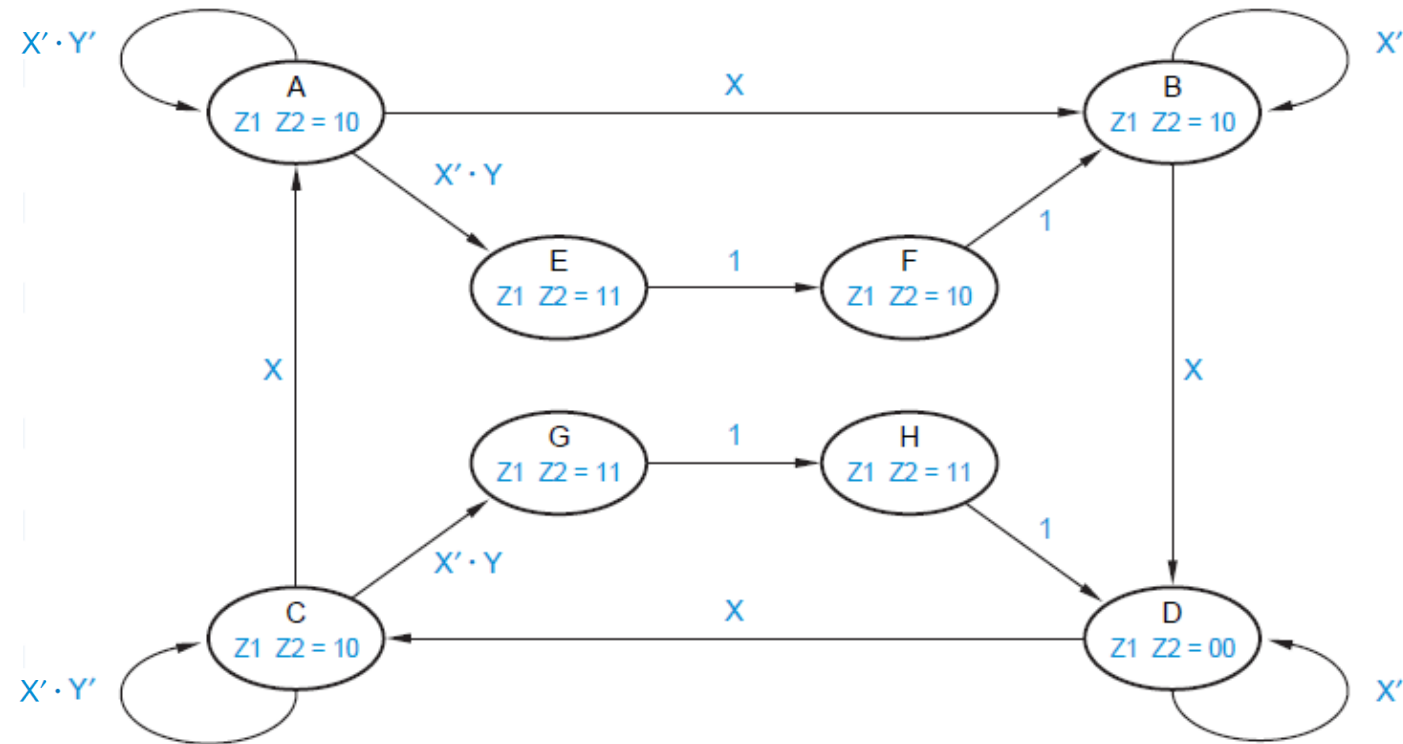 X′ · Y′
X′
A
Z1 Z2 = 10
X
B
Z1 Z2 = 10
X′ · Y
1
E
Z1 Z2 = 11
1
F
Z1 Z2 = 10
X
X
G
Z1 Z2 = 11
1
H
Z1 Z2 = 11
1
X′ · Y
C
Z1 Z2 = 10
X
D
Z1 Z2 = 00
X′ · Y′
X′